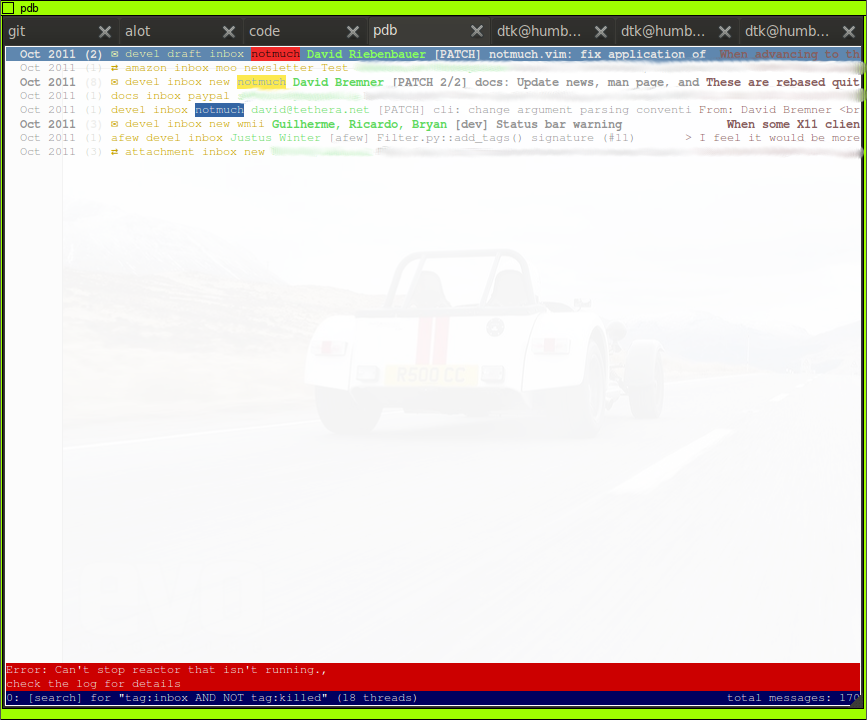 pdb
git alot code pdb dtk@humb... dtk@humb... dtk@humb...
Oct 2011 (2) ✉ devel draft inbox notmuch David Riebenbauer [PATCH] notmuch.vim: fix application of When advancing to th
Oct 2011 (1) ⇄ amazon inbox moo newsletter Test
Oct 2011 (8) ✉ devel inbox new notmuch David Bremner [PATCH 2/2] docs: Update news, man page, and These are rebased quit
Oct 2011 (1) docs inbox paypal
Oct 2011 (1) devel inbox notmuch david@tethera.net [PATCH] cli: change argument parsing conventi From: David Bremner <br
Oct 2011 (3) ✉ devel inbox new wmii Guilherme, Ricardo, Bryan [dev] Status bar warning When some X11 clien
Oct 2011 (1) afew devel inbox Justus Winter [afew] Filter.py::add_tags() signature (#11) > I feel it would be more
Oct 2011 (3) ⇄ attachment inbox new
R500 CC
Error: Can't stop reactor that isn't running.,
check the log for details
0: [search] for "tag:inbox AND NOT tag:killed" (18 threads) total messages: 170